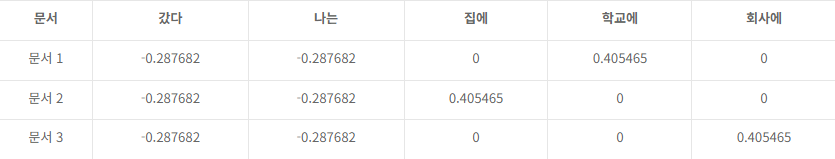 문서 갔다 나는 집에 학교에 회사에
문서 1 -0.287682 -0.287682 0 0.405465 0
문서 2 -0.287682 -0.287682 0.405465 0 0
문서 3 -0.287682 -0.287682 0 0 0.405465